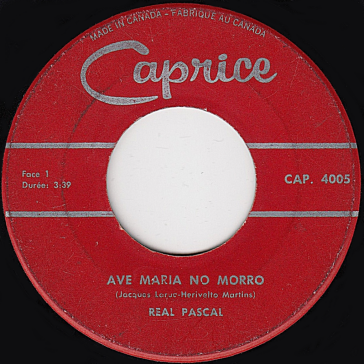 MADE IN CANADA - FABRIQUE AU CANADA
Caprice
Face 1
Durée: 3:39
CAP. 4005
AVE MARIA NO MORRO
(Jacques Larue-Herivelto Martins)
REAL PASCAL